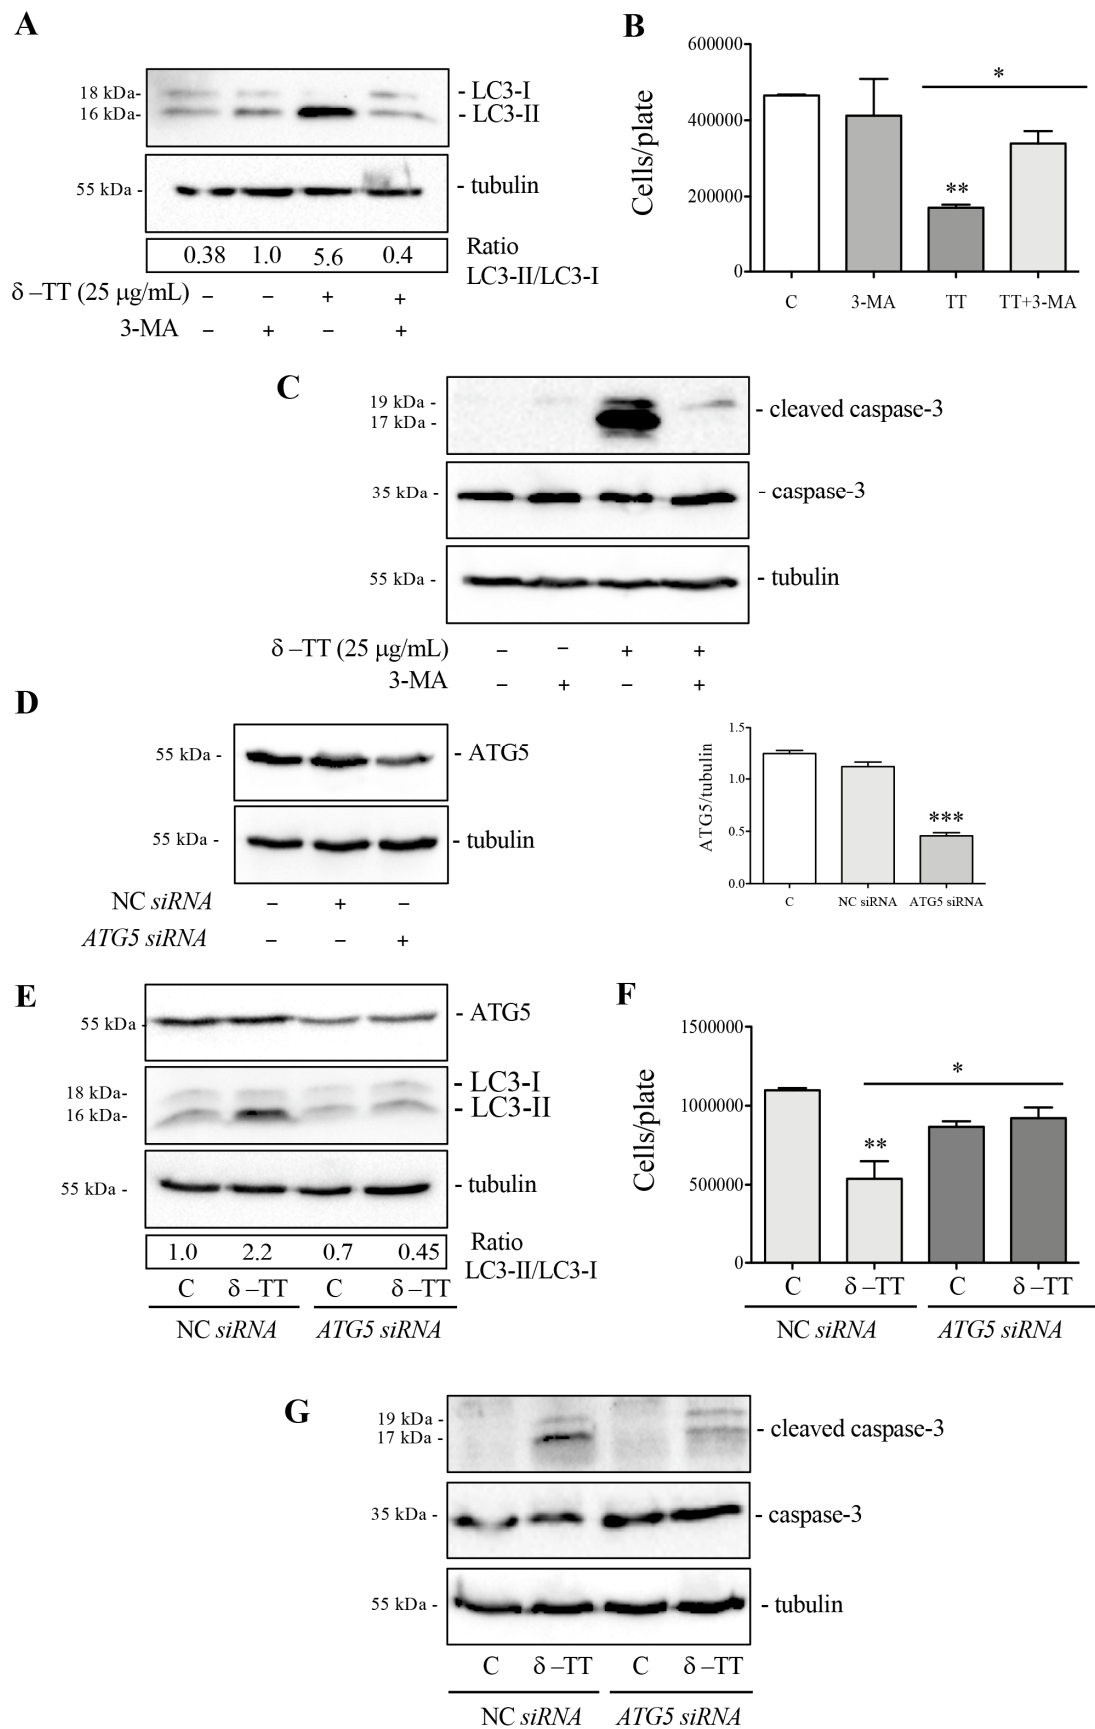 A
18 kDa-
- LC3-I
16 kDa-
- LC3-II
55 kDa -
- tubulin
0.38 1.0 5.6 0.4
Ratio
LC3-II/LC3-I
δ –TT (25 μg/mL) – – + +
3-MA – + – +
B
600000
400000
200000
0
Cells/plate
*
**
C 3-MA TT TT+3-MA
C
19 kDa -
17 kDa -
- cleaved caspase-3
35 kDa -
- caspase-3
55 kDa -
- tubulin
δ –TT (25 μg/mL) – – + +
3-MA – + – +
D
55 kDa -
- ATG5
55 kDa -
- tubulin
NC siRNA – + –
ATG5 siRNA – – +
1.5
1.0
0.5
0.0
ATG5/tubulin
***
C NC siRNA ATG5 siRNA
E
55 kDa -
- ATG5
18 kDa-
- LC3-I
16 kDa-
- LC3-II
55 kDa -
- tubulin
1.0 2.2 0.7 0.45
Ratio
LC3-II/LC3-I
C δ –TT C δ –TT
NC siRNA ATG5 siRNA
F
1500000
1000000
500000
0
Cells/plate
*
**
C δ –TT C δ –TT
NC siRNA ATG5 siRNA
G
19 kDa -
17 kDa -
- cleaved caspase-3
35 kDa -
- caspase-3
55 kDa -
- tubulin
C δ –TT C δ –TT
NC siRNA ATG5 siRNA